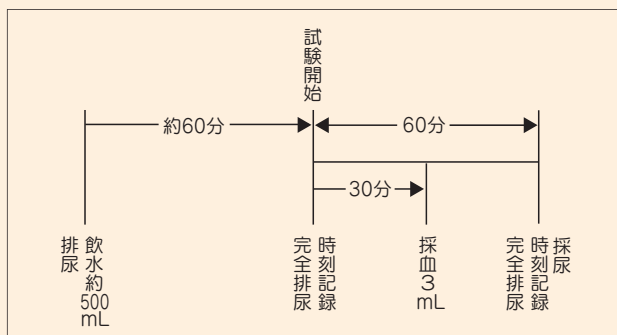 試験開始
約60分
60分
30分
排尿
飲水約500mL
完全排尿
時刻記録
採血3mL
完全排尿
時刻記録
採尿